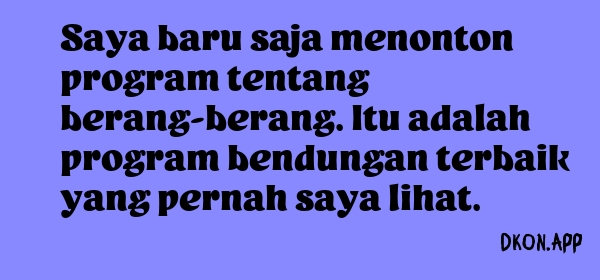 Saya baru saja menonton
program tentang
berang-berang. Itu adalah
program bendungan terbaik
yang pernah saya lihat.
DKON.APP